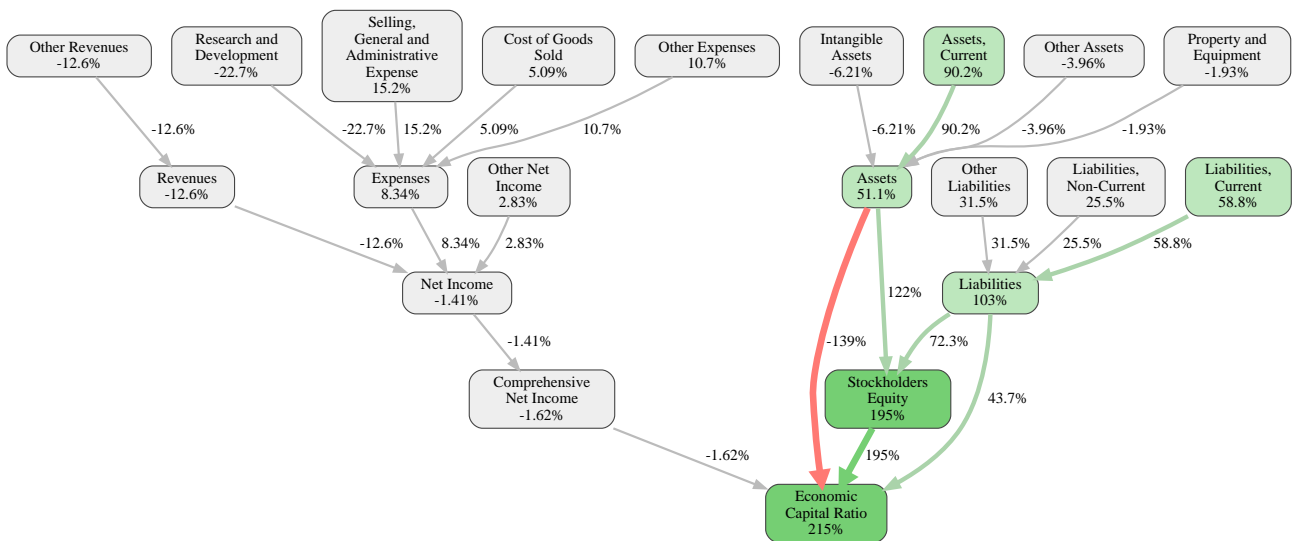 Other Revenues
-12.6%
Research and
Development
-22.7%
Selling,
General and
Administrative
Expense
15.2%
Cost of Goods
Sold
5.09%
Other Expenses
10.7%
Intangible
Assets
-6.21%
Assets,
Current
90.2%
Other Assets
-3.96%
Property and
Equipment
-1.93%
-12.6%
-22.7%
15.2%
5.09%
10.7%
-6.21%
90.2%
-3.96%
-1.93%
Revenues
-12.6%
Expenses
8.34%
Other Net
Income
2.83%
Assets
51.1%
Other
Liabilities
31.5%
Liabilities,
Non-Current
25.5%
Liabilities,
Current
58.8%
-12.6%
8.34%
2.83%
31.5%
25.5%
58.8%
Net Income
-1.41%
Liabilities
103%
122%
-1.41%
-139%
72.3%
Comprehensive
Net Income
-1.62%
Stockholders
Equity
195%
43.7%
-1.62%
195%
Economic
Capital Ratio
215%